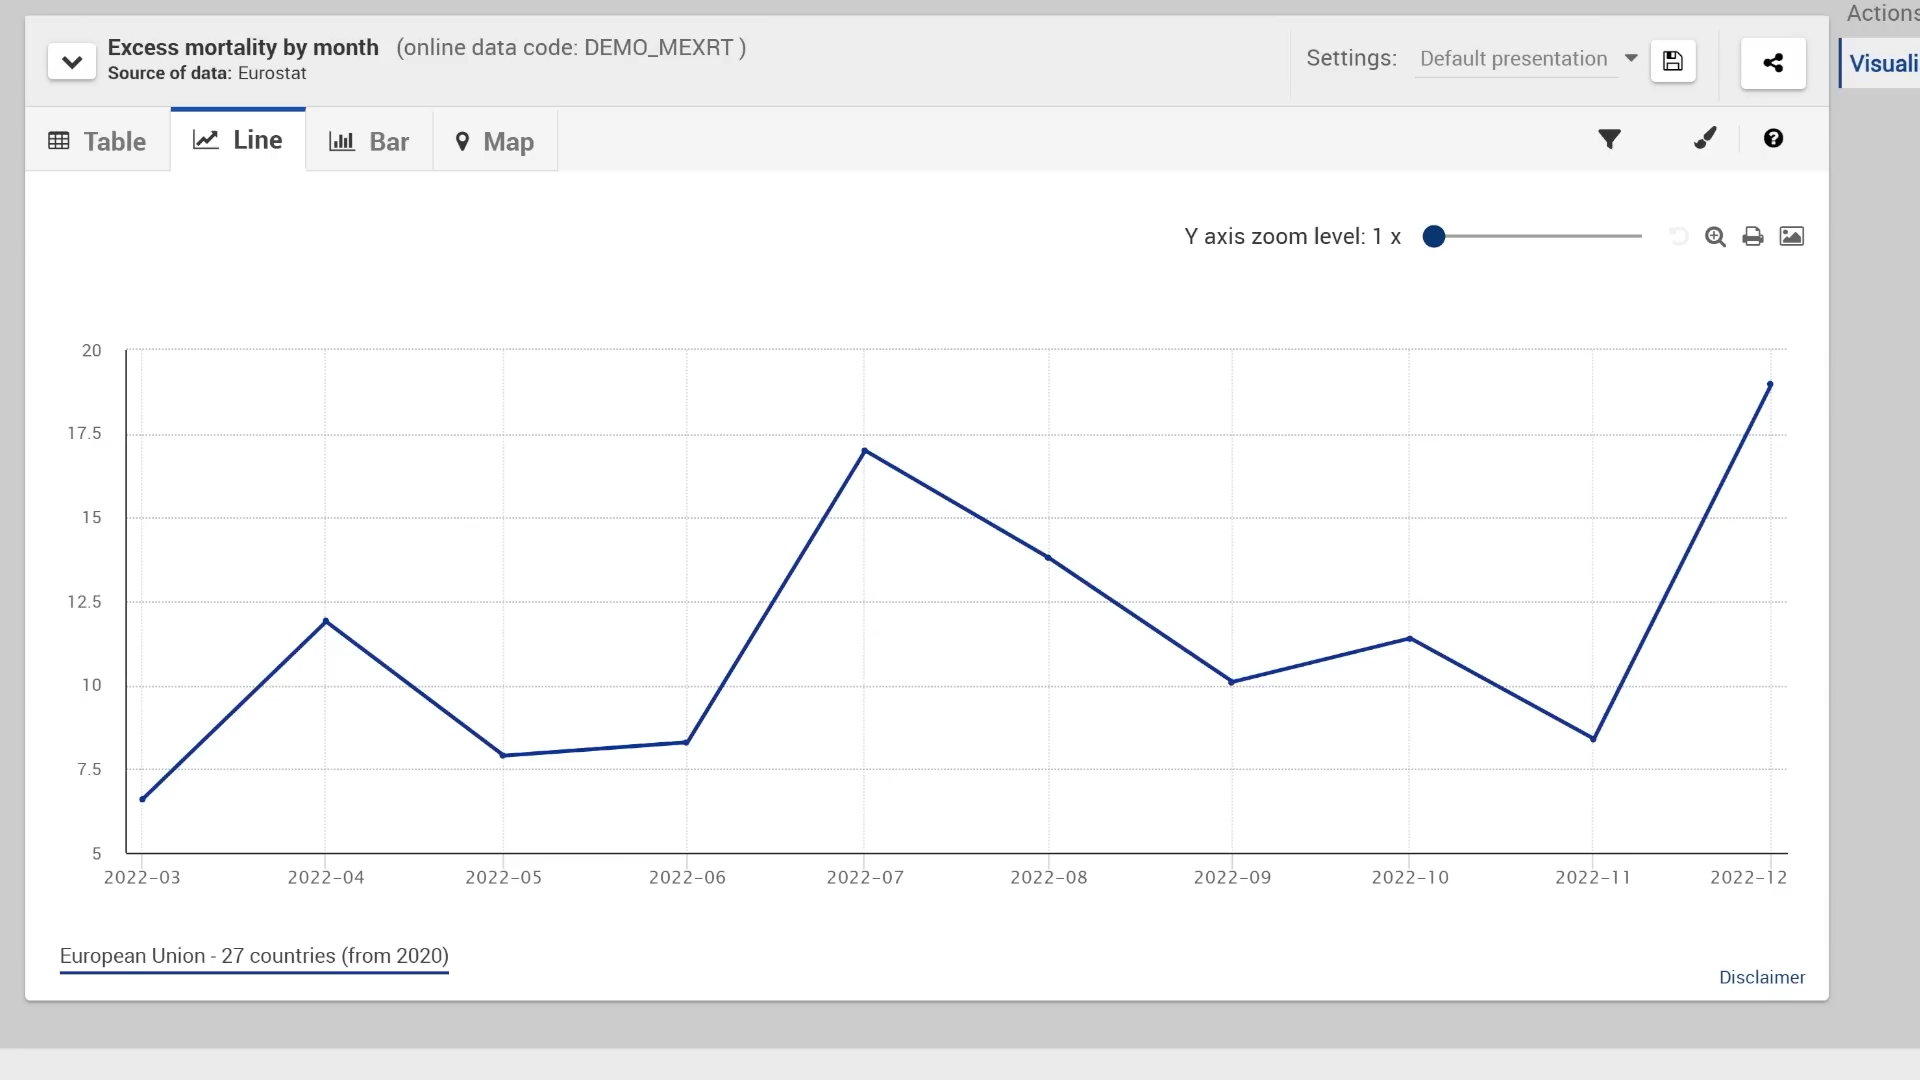 Actions
Excess mortality by month (online data code: DEMO_MEXRT )
Source of data: Eurostat
Settings: Default presentation
Visuali
Table Line Bar Map
Y axis zoom level: 1 x
20
17.5
15
12.5
10
7.5
5
2022-03 2022-04 2022-05 2022-06 2022-07 2022-08 2022-09 2022-10 2022-11 2022-12
European Union - 27 countries (from 2020)
Disclaimer